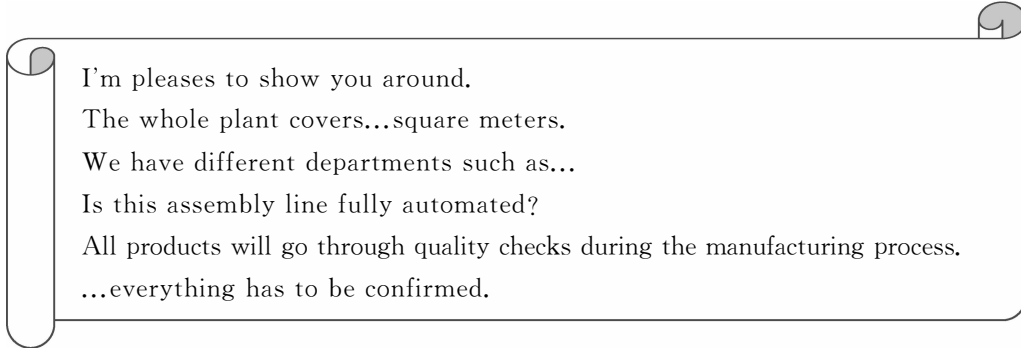 I'm pleases to show you around.
The whole plant covers...square meters.
We have different departments such as...
Is this assembly line fully automated?
All products will go through quality checks during the manufacturing process.
...everything has to be confirmed.